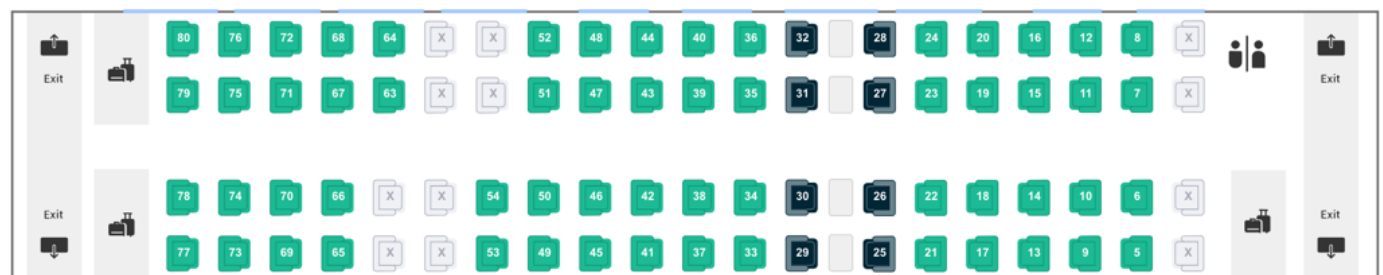 80 76 72 68 64 X X 52 48 44 40 36 32 28 24 20 16 12 8 X
Exit 79 75 71 67 63 X X 51 47 43 39 35 31 27 23 19 15 11 7 X Exit
78 74 70 66 X X 54 50 46 42 38 34 30 26 22 18 14 10 6 X
Exit 77 73 69 65 X X 53 49 45 41 37 33 29 25 21 17 13 9 5 X Exit